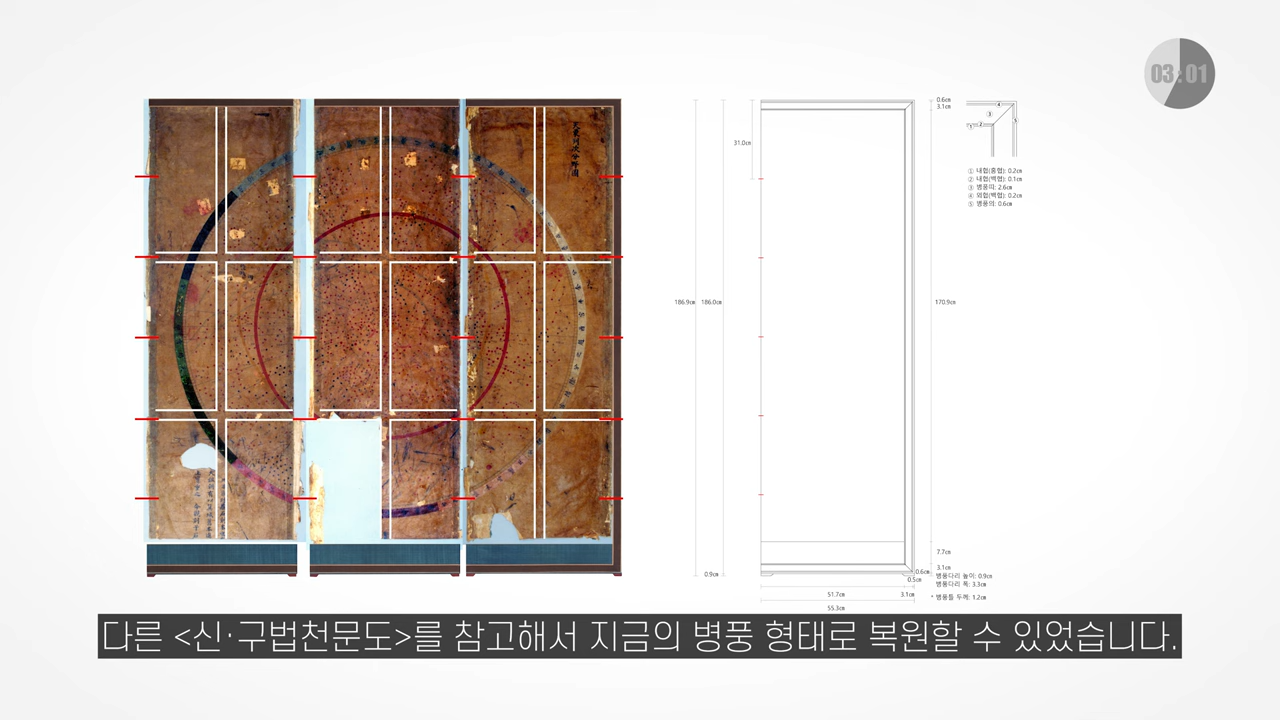 03:01
0.6㎝
3.1㎝
31.0㎝
① 내협(홍협): 0.2㎝
② 내협(백협): 0.1㎝
③ 병풍띠: 2.6㎝
④ 외협(백협): 0.2㎝
⑤ 병풍의: 0.6㎝
186.9㎝ 186.0㎝
170.9㎝
7.7㎝
3.1㎝
0.9㎝
0.6㎝
0.5㎝
병풍다리 높이: 0.9㎝
병풍다리 폭: 3.3㎝
51.7㎝
3.1㎝
* 병풍틀 두께: 1.2㎝
55.3㎝
다른 <신·구법천문도>를 참고해서 지금의 병풍 형태로 복원할 수 있었습니다.